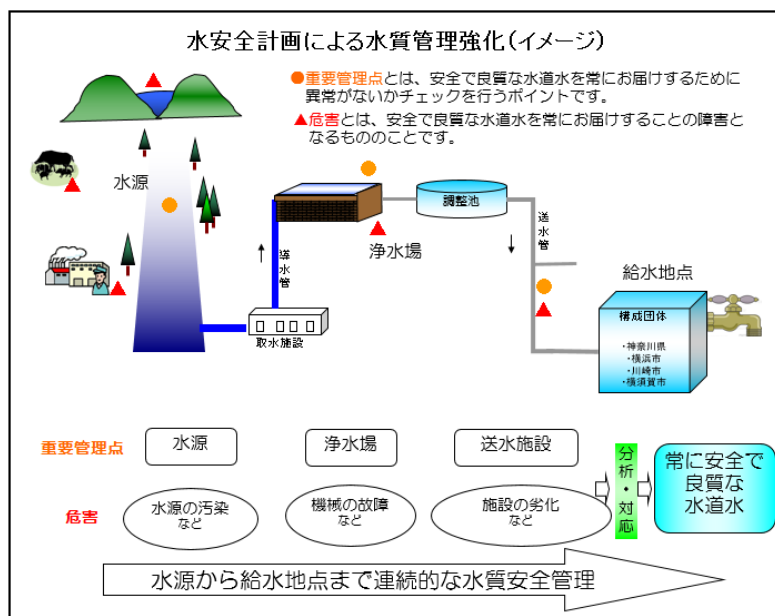 水安全計画による水質管理強化(イメージ)
●重要管理点とは、安全で良質な水道水を常にお届けするために
異常がないかチェックを行うポイントです。
▲危害とは、安全で良質な水道水を常にお届けすることの障害と
なるもののことです。
水源
導水管
取水施設
浄水場
調整池
送水管
給水地点
構成団体
・神奈川県
・横浜市
・川崎市
・横須賀市
重要管理点
水源
浄水場
送水施設
危害
水源の汚染
など
機械の故障
など
施設の劣化
など
分析・対応
常に安全で
良質な
水道水
水源から給水地点まで連続的な水質安全管理